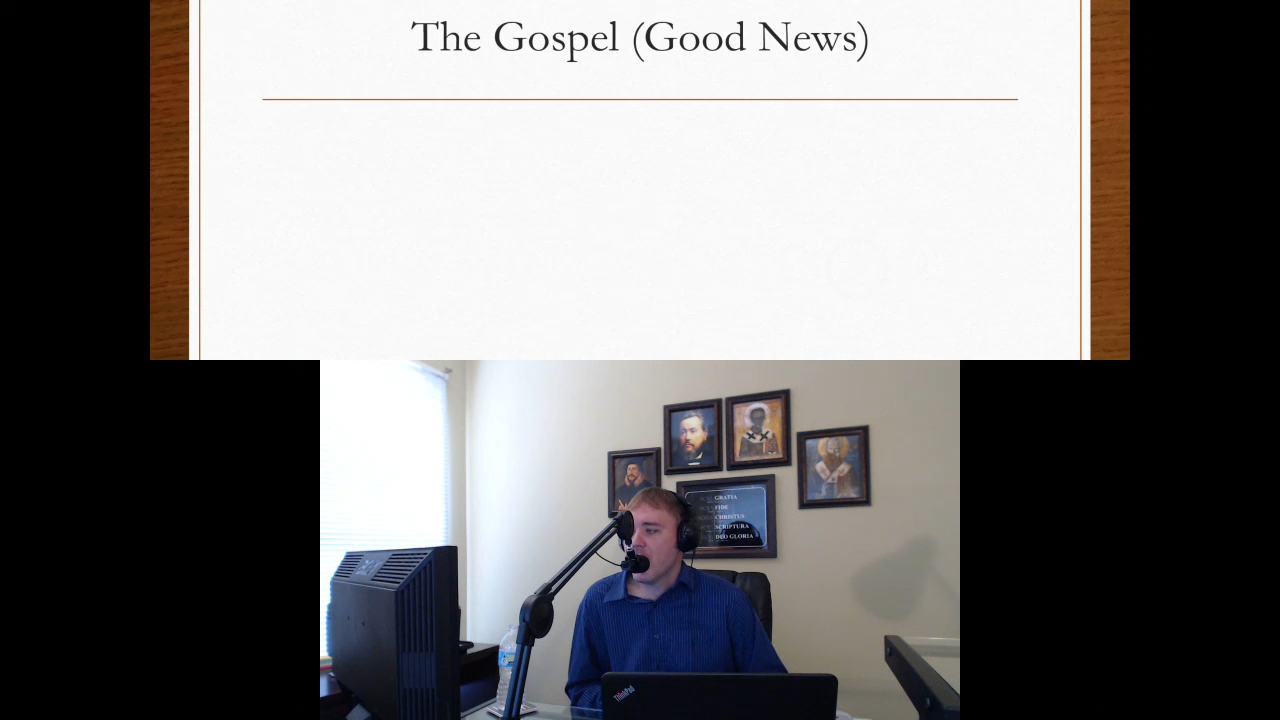 The Gospel (Good News)
GRATIA
FIDE
CHRISTUS
SCRIPTURA
DEO GLORIA
ThinkPad